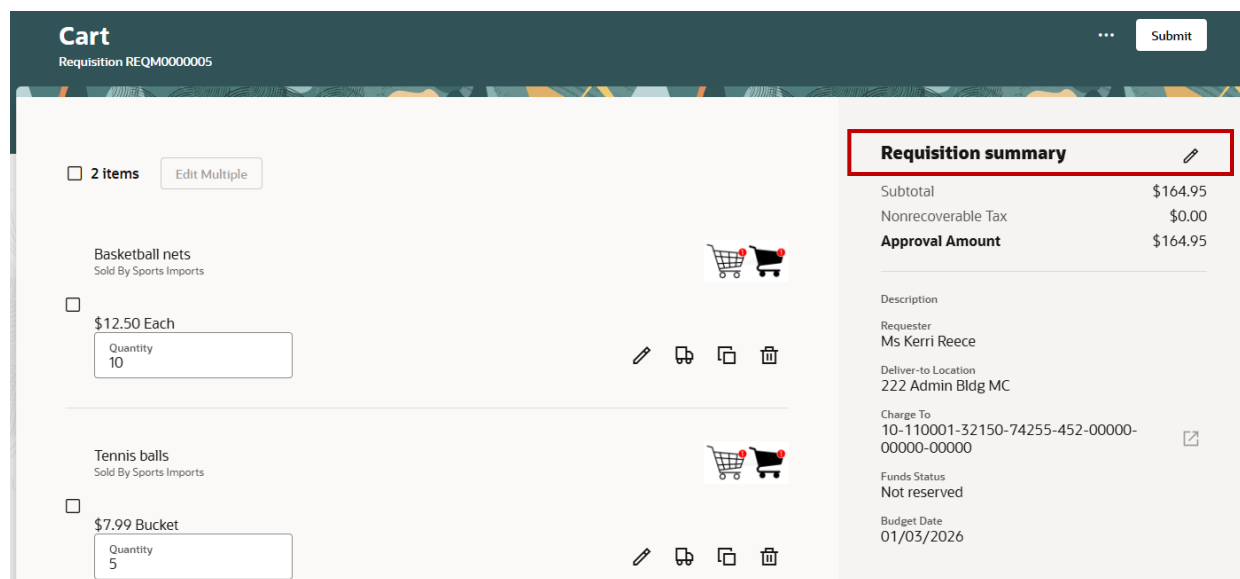 Cart
Requisition REQM0000005
Submit
2 items
Edit Multiple
Basketball nets
Sold By Sports Imports
$12.50 Each
Quantity
10
Tennis balls
Sold By Sports Imports
$7.99 Bucket
Quantity
5
Requisition summary
Subtotal $164.95
Nonrecoverable Tax $0.00
Approval Amount $164.95
Description
Requester
Ms Kerri Reece
Deliver-to Location
222 Admin Bldg MC
Charge To
10-110001-32150-74255-452-00000-
00000-00000
Funds Status
Not reserved
Budget Date
01/03/2026